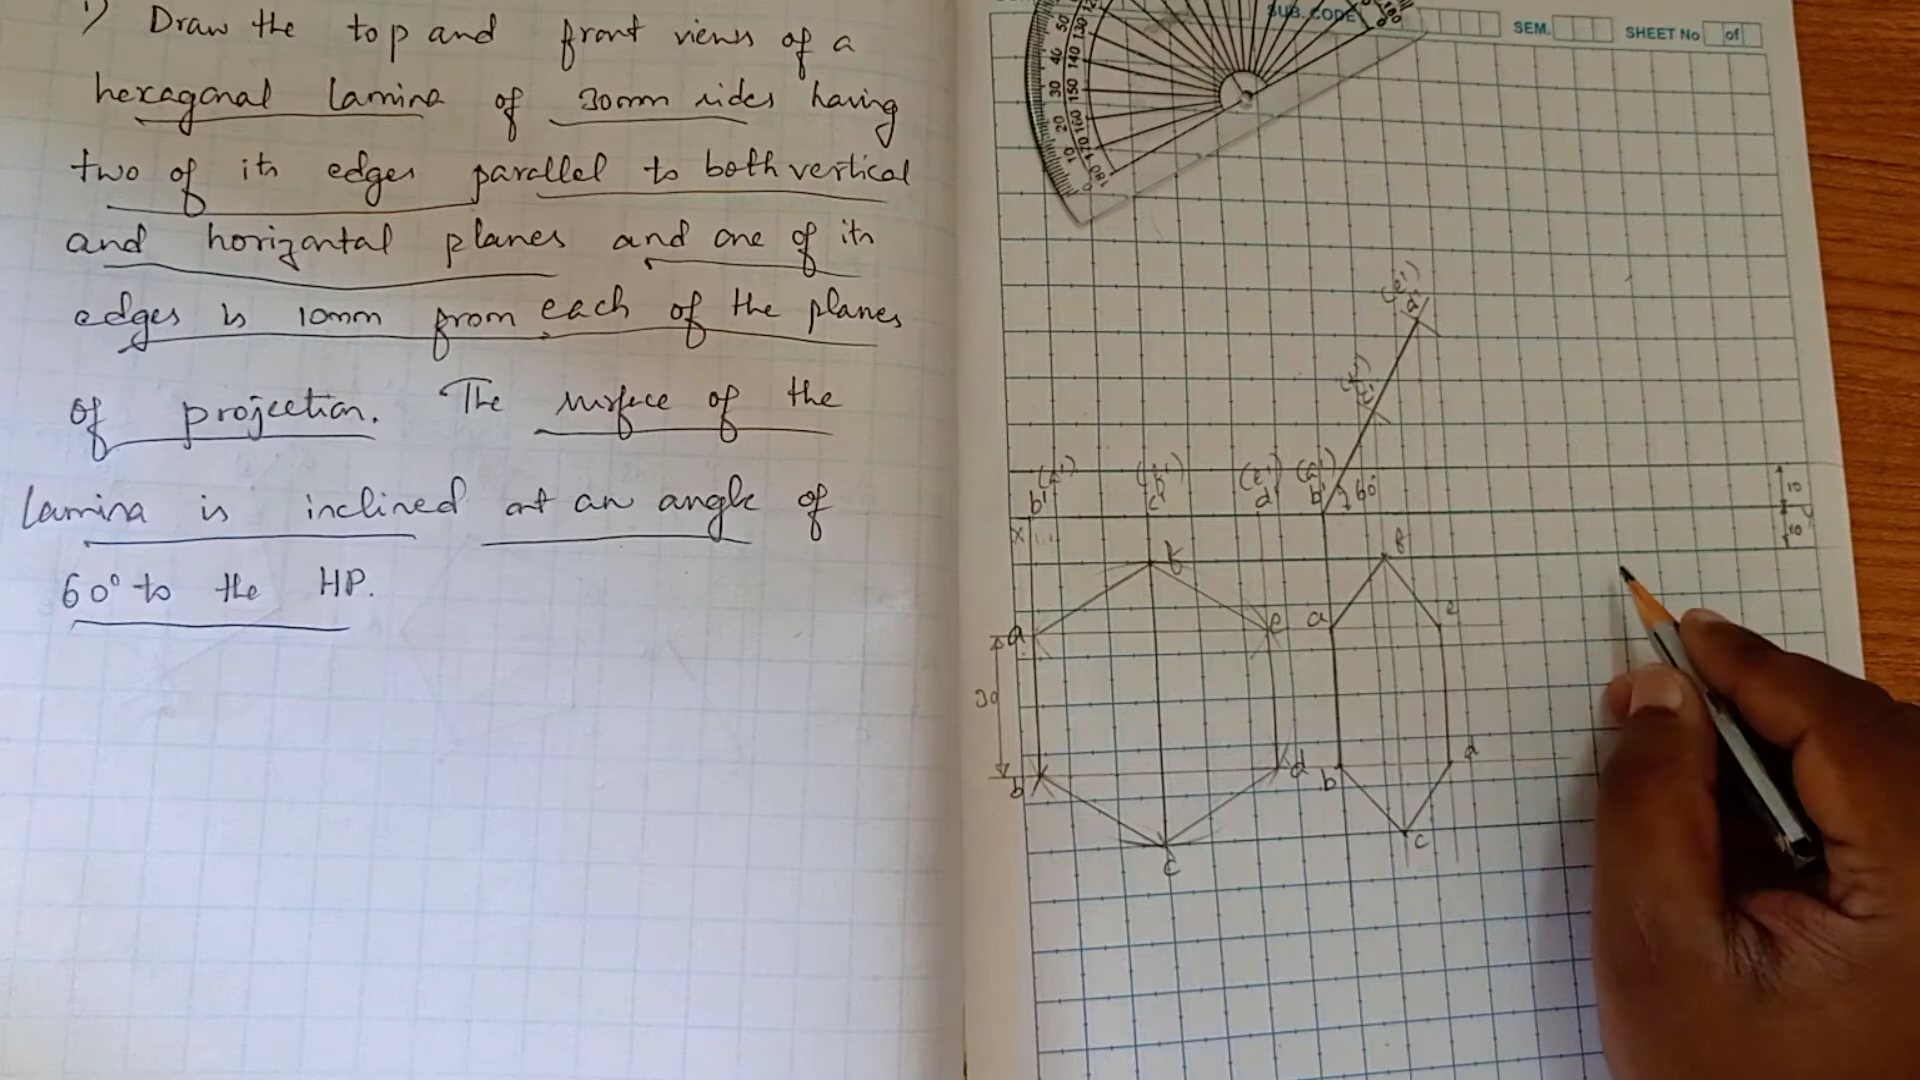 1) Draw the top and front views of a
hexagonal lamina of 30mm sides having
two of its edges parallel to both vertical
and horizontal planes and one of its
edges is 10mm from each of the planes
of projection. The surface of the
lamina is inclined at an angle of
60° to the HP.
SUB. CODE
SEM.
SHEET No of
(e')
d'
(f')
c'
(a') (f') (e') (a')
b' c' d' b' 60°
10
X
10
f f
a e a e
30
b d b d
c c